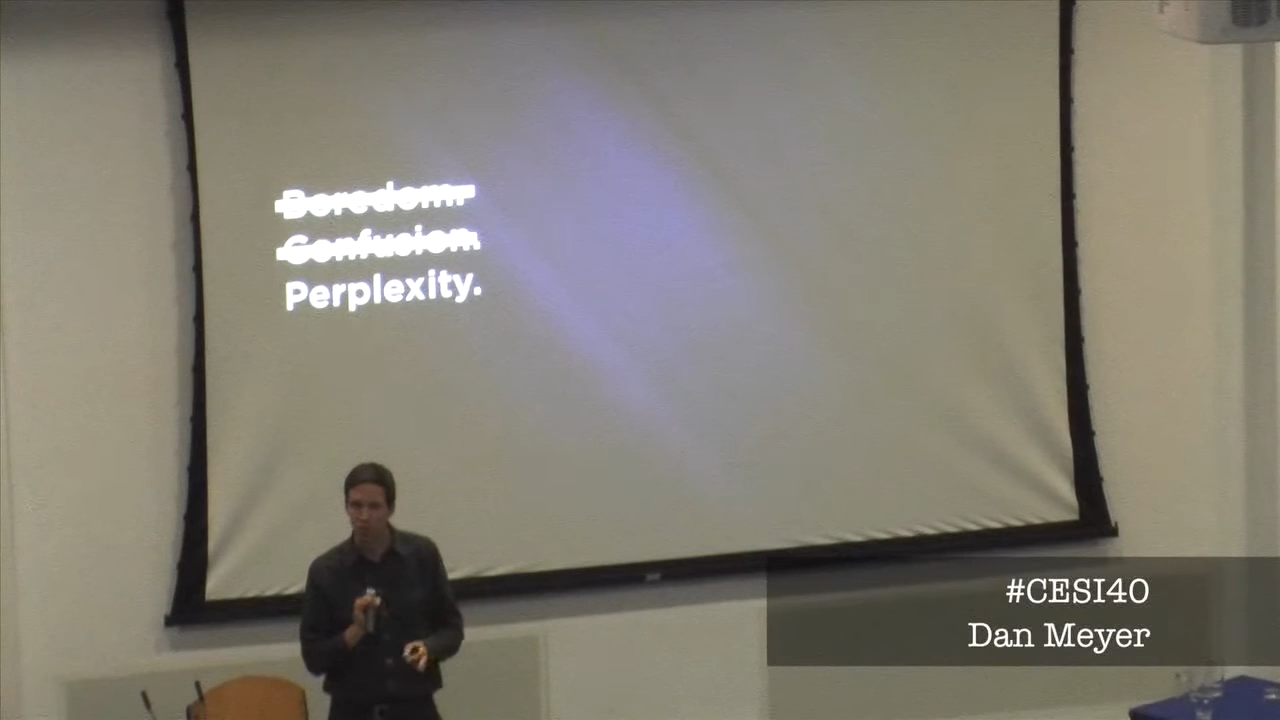 Boredom.
Confusion.
Perplexity.
#CESI40
Dan Meyer